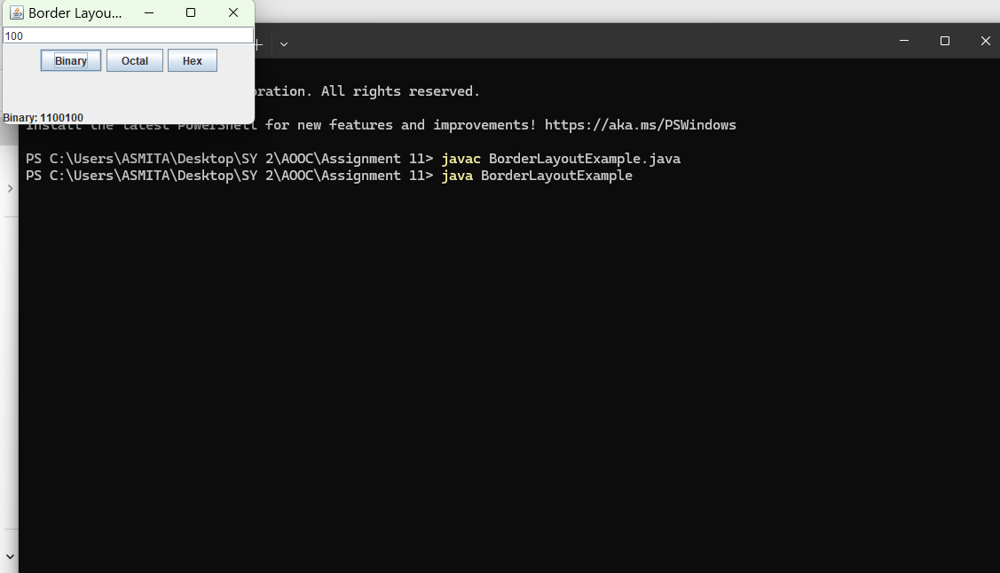 Border Layou...
100
Binary Octal Hex
Binary: 1100100
oration. All rights reserved.
Install the latest PowerShell for new features and improvements! https://aka.ms/PSWindows
PS C:\Users\ASMITA\Desktop\SY 2\AOOC\Assignment 11> javac BorderLayoutExample.java
PS C:\Users\ASMITA\Desktop\SY 2\AOOC\Assignment 11> java BorderLayoutExample